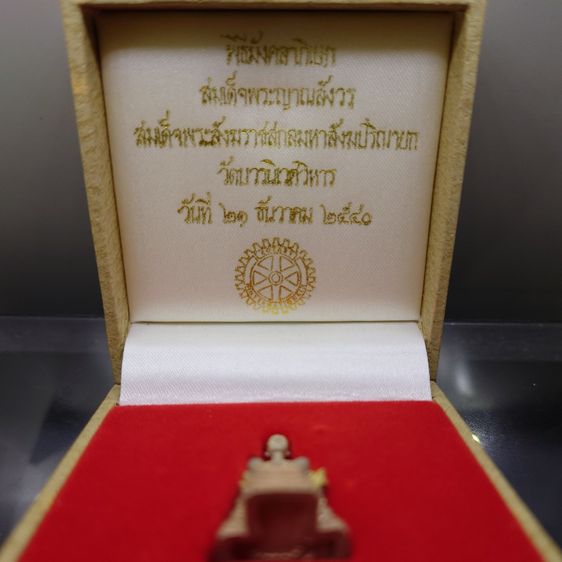 พิธีมังคลาภิเษก
สมเด็จพระญาณสังวร
สมเด็จพระสังฆราชสกลมหาสังฆปริณายก
วัดบวรนิเวศวิหาร
วันที่ ๒๑ ธันวาคม ๒๕๔๐